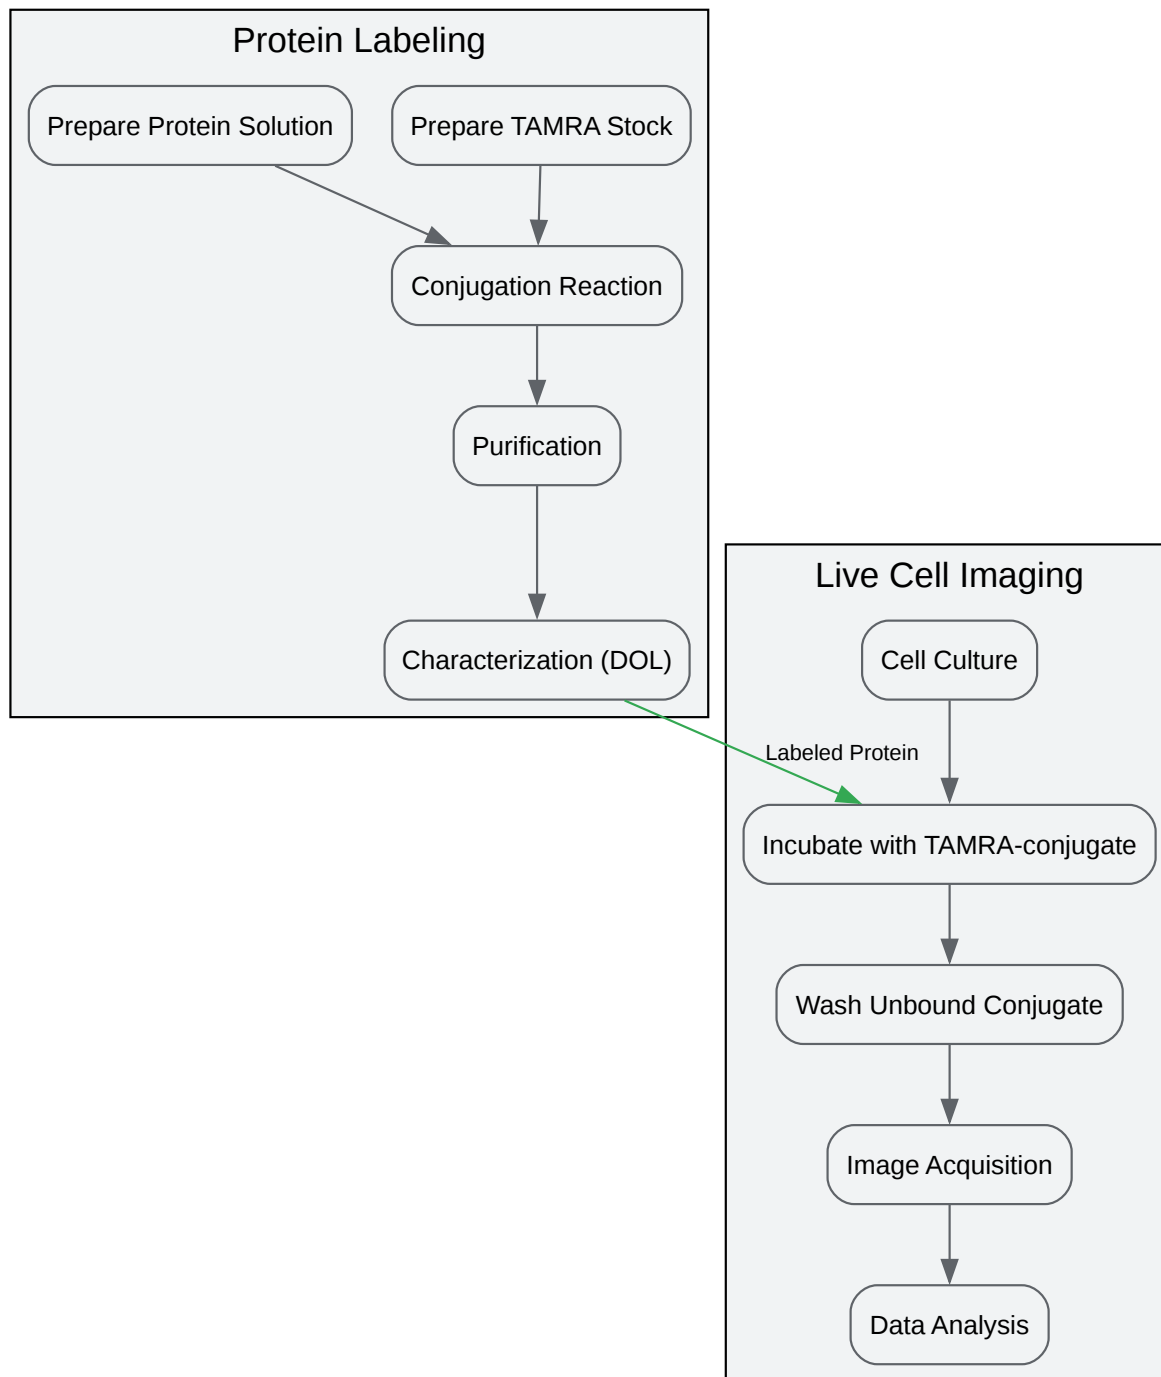 Protein Labeling
Prepare Protein Solution
Prepare TAMRA Stock
Conjugation Reaction
Purification
Characterization (DOL)
Live Cell Imaging
Cell Culture
Labeled Protein
Incubate with TAMRA-conjugate
Wash Unbound Conjugate
Image Acquisition
Data Analysis